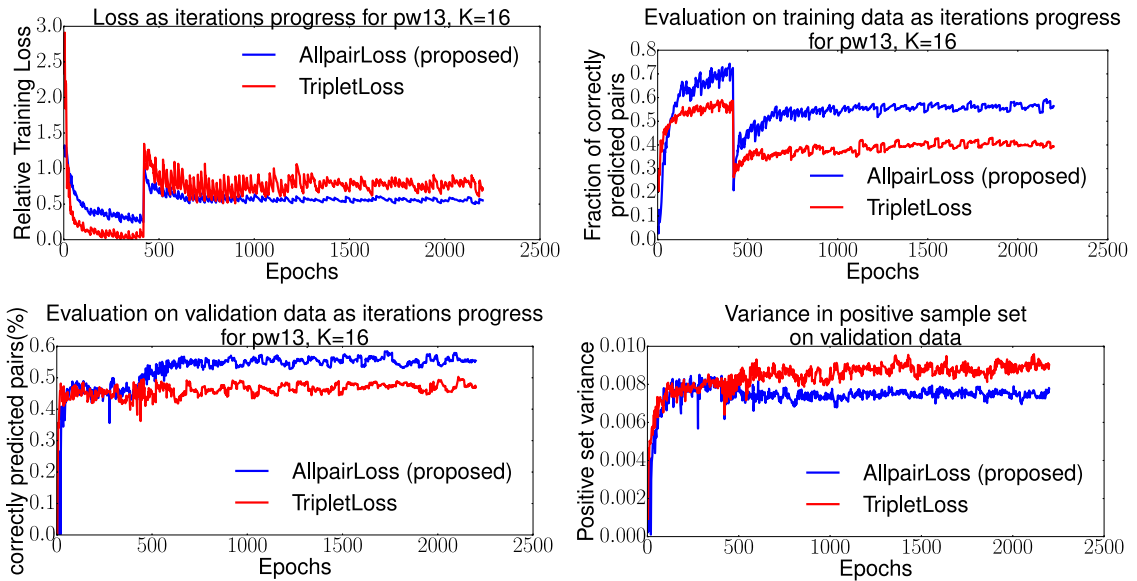 Loss as iterations progress for pw13, K=16
Relative Training Loss
3.0
2.5
2.0
1.5
1.0
0.5
0.0
AllpairLoss (proposed)
TripletLoss
0 500 1000 1500 2000 2500
Epochs
Evaluation on training data as iterations progress
for pw13, K=16
Fraction of correctly
predicted pairs
0.8
0.7
0.6
0.5
0.4
0.3
0.2
0.1
0.0
AllpairLoss (proposed)
TripletLoss
0 500 1000 1500 2000 2500
Epochs
Evaluation on validation data as iterations progress
for pw13, K=16
correctly predicted pairs(%)
0.6
0.5
0.4
0.3
0.2
0.1
0.0
AllpairLoss (proposed)
TripletLoss
0 500 1000 1500 2000 2500
Epochs
Variance in positive sample set
on validation data
Positive set variance
0.010
0.008
0.006
0.004
0.002
0.000
AllpairLoss (proposed)
TripletLoss
0 500 1000 1500 2000 2500
Epochs